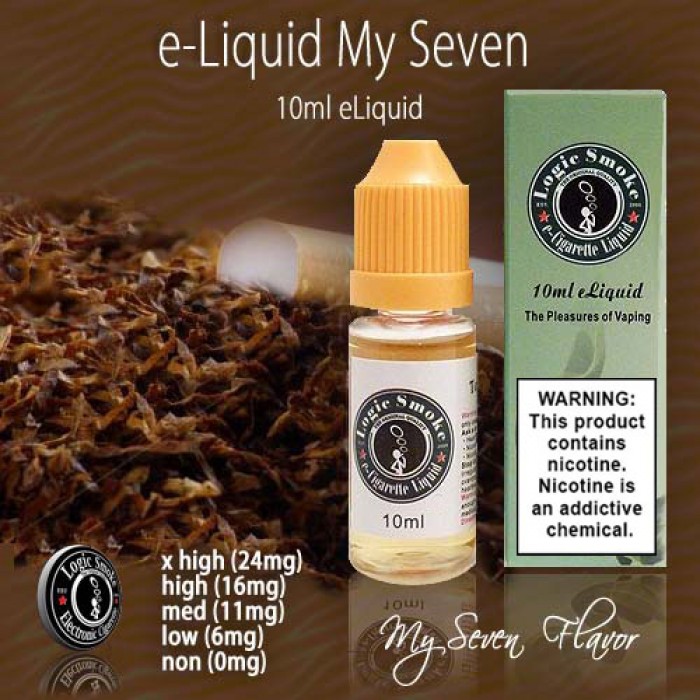 e-Liquid My Seven
10ml eLiquid
Logic Smoke
e-Cigarette Liquid
10ml eLiquid
The Pleasures of Vaping
WARNING:
This product
contains
nicotine.
Nicotine is
an addictive
chemical.
Logic Smoke
e-Cigarette Liquid
10ml
Logic Smoke
Electronic Cigarettes
x high (24mg)
high (16mg)
med (11mg)
low (6mg)
non (0mg)
My Seven Flavor